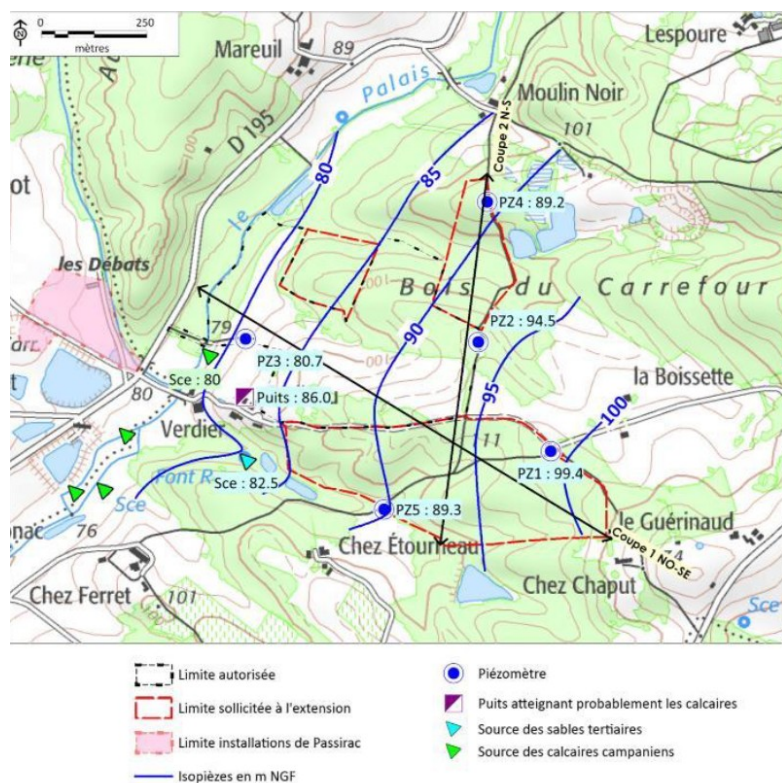 N
0 250
mètres
Mareuil
89
Lespoure
Palais
le
D 195
Moulin Noir
101
Coupe 2 N-S
80
85
PZ4 : 89.2
les Débats
Bois du Carrefour
100
79
90
PZ2 : 94.5
PZ3 : 80.7
Sce : 80
Puits : 86.0
la Boissette
80
95
100
Verdier
111
PZ1 : 99.4
Font R
Sce : 82.5
Sce
PZ5 : 89.3
76
Chez Étourneau
le Guérinaud
Coupe 1 NO-SE
Chez Ferret
101
Chez Chaput
Sce
Limite autorisée
Limite sollicitée à l'extension
Limite installations de Passirac
Isopièzes en m NGF
Piézomètre
Puits atteignant probablement les calcaires
Source des sables tertiaires
Source des calcaires campaniens